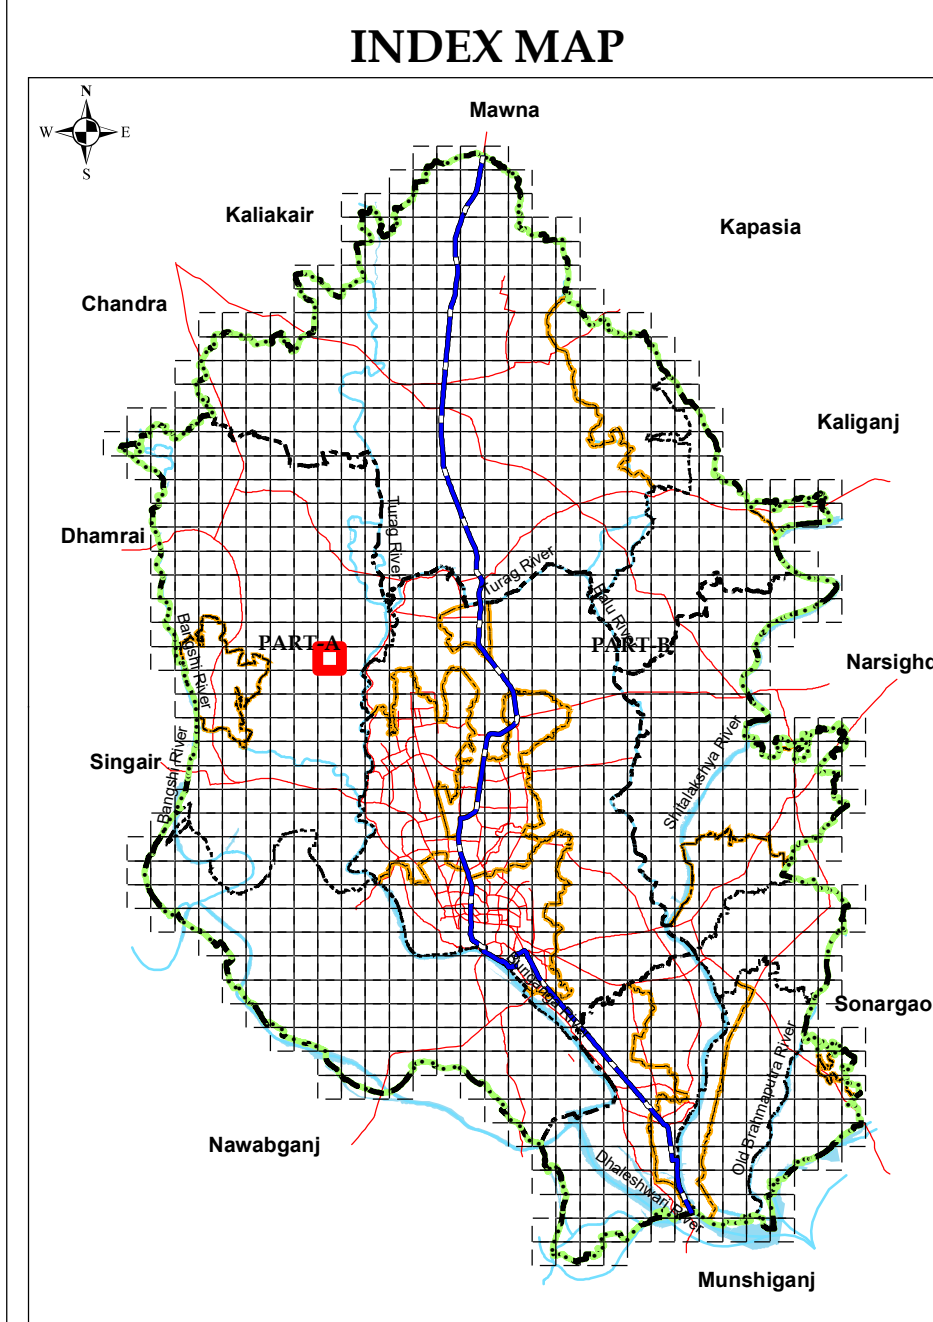 INDEX MAP
N
W E
S
Mawna
Kaliakair
Kapasia
Chandra
Kaliganj
Dhamrai
Turag River
Turag River
Balu River
Bangshi River
PART-A
PART-B
Narsighd
Shitalakshya River
Singair
Bangshi River
Buriganga River
Sonargao
Old Brahmaputra River
Nawabganj
Dhaleshwari River
Munshiganj